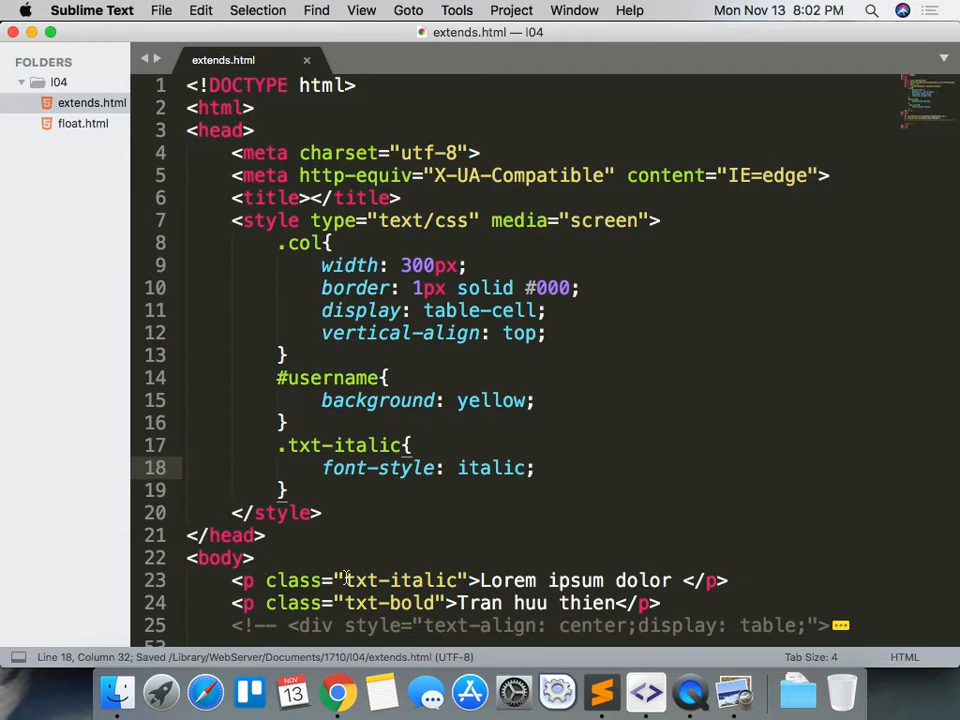 Sublime Text File Edit Selection Find View Goto Tools Project Window Help Mon Nov 13 8:02 PM
extends.html — l04
FOLDERS
l04
extends.html
float.html
extends.html ×
1 <!DOCTYPE html>
2 <html>
3 <head>
4 <meta charset="utf-8">
5 <meta http-equiv="X-UA-Compatible" content="IE=edge">
6 <title></title>
7 <style type="text/css" media="screen">
8 .col{
9 width: 300px;
10 border: 1px solid #000;
11 display: table-cell;
12 vertical-align: top;
13 }
14 #username{
15 background: yellow;
16 }
17 .txt-italic{
18 font-style: italic;
19 }
20 </style>
21 </head>
22 <body>
23 <p class="txt-italic">Lorem ipsum dolor </p>
24 <p class="txt-bold">Tran huu thien</p>
25 <!-- <div style="text-align: center;display: table;">
Line 18, Column 32; Saved /Library/WebServer/Documents/1710/l04/extends.html (UTF-8) Tab Size: 4 HTML
NOV
13